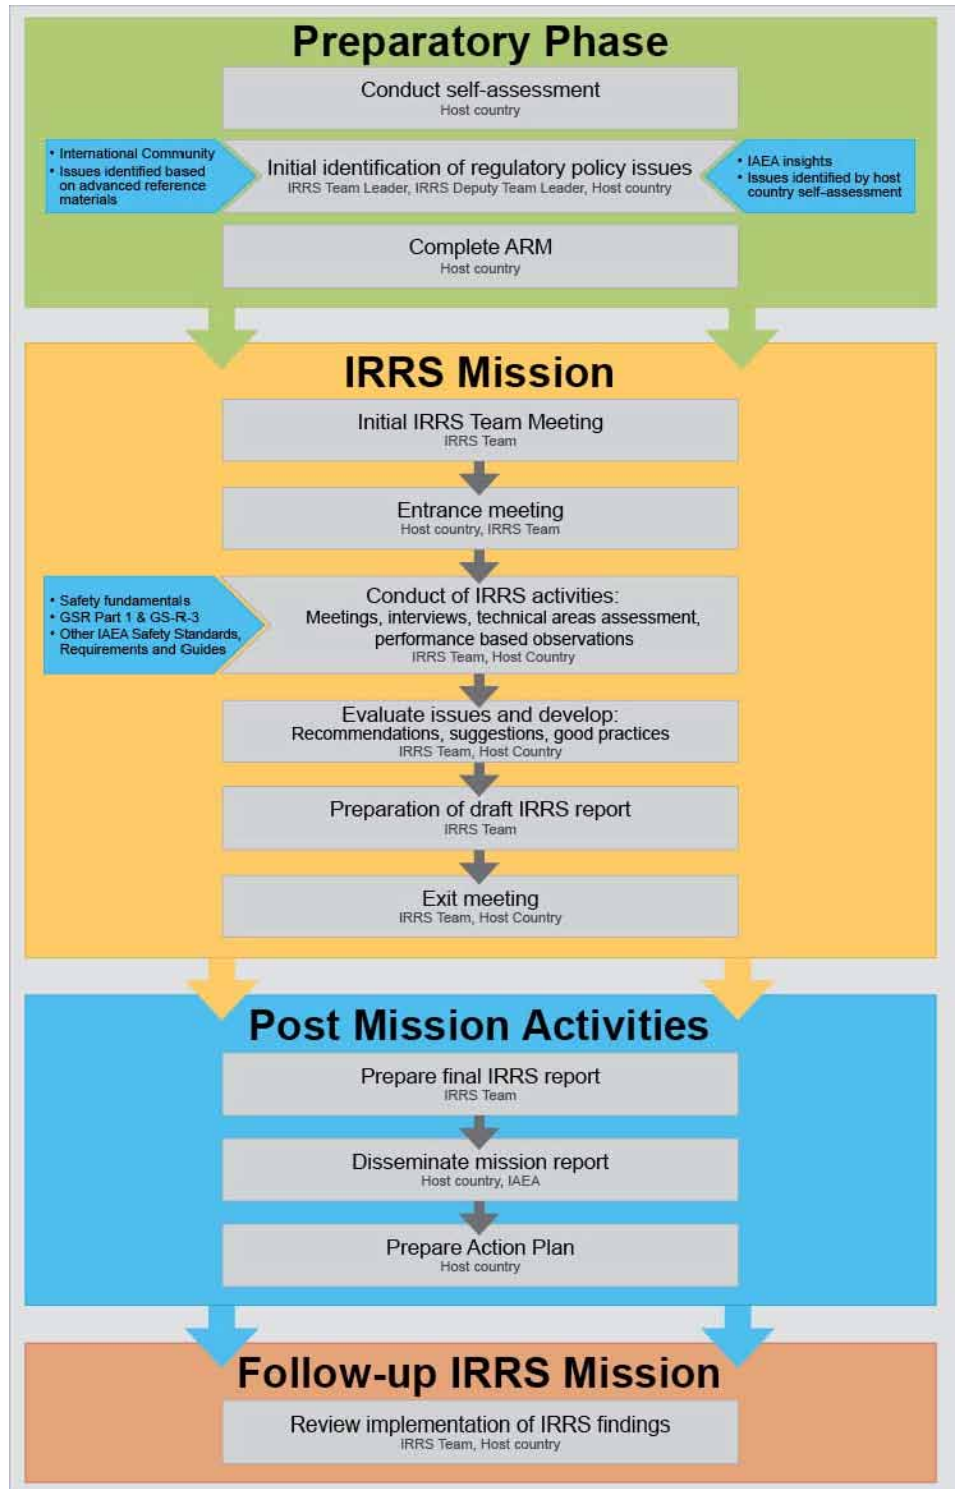 Preparatory Phase
Conduct self-assessment
Host country
• International Community
• Issues identified based
on advanced reference
materials
Initial identification of regulatory policy issues
IRRS Team Leader, IRRS Deputy Team Leader, Host country
• IAEA insights
• Issues identified by host
country self-assessment
Complete ARM
Host country
IRRS Mission
Initial IRRS Team Meeting
IRRS Team
Entrance meeting
Host country, IRRS Team
• Safety fundamentals
• GSR Part 1 & GS-R-3
• Other IAEA Safety Standards,
Requirements and Guides
Conduct of IRRS activities:
Meetings, interviews, technical areas assessment,
performance based observations
IRRS Team, Host Country
Evaluate issues and develop:
Recommendations, suggestions, good practices
IRRS Team, Host Country
Preparation of draft IRRS report
IRRS Team
Exit meeting
IRRS Team, Host Country
Post Mission Activities
Prepare final IRRS report
IRRS Team
Disseminate mission report
Host country, IAEA
Prepare Action Plan
Host country
Follow-up IRRS Mission
Review implementation of IRRS findings
IRRS Team, Host country